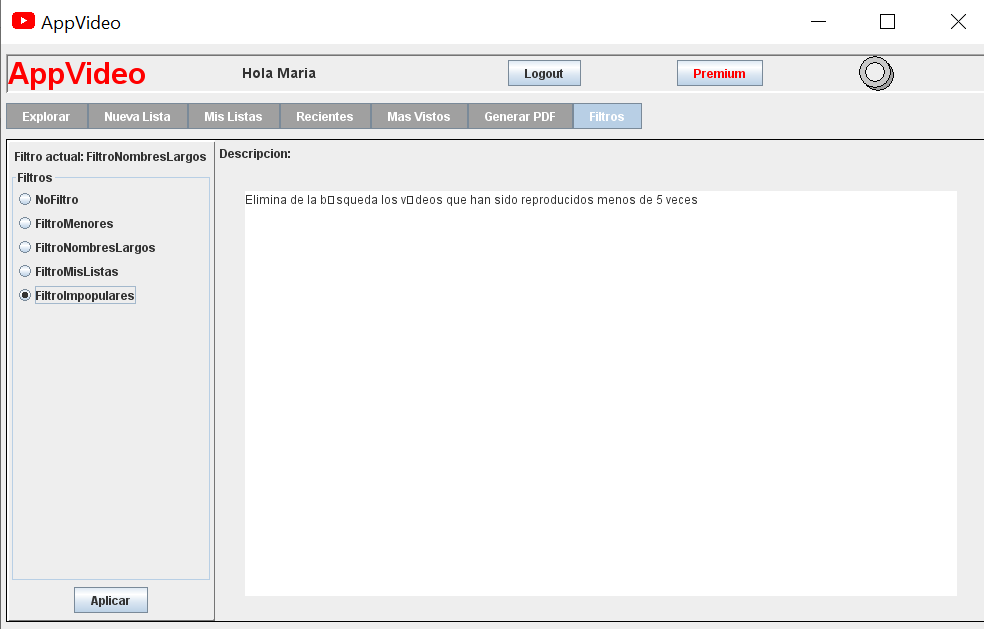 AppVideo
AppVideo
Hola Maria
Logout
Premium
Explorar
Nueva Lista
Mis Listas
Recientes
Mas Vistos
Generar PDF
Filtros
Filtro actual: FiltroNombresLargos
Filtros
NoFiltro
FiltroMenores
FiltroNombresLargos
FiltroMisListas
FiltroImpopulares
Aplicar
Descripcion:
Elimina de la b□squeda los v□deos que han sido reproducidos menos de 5 veces